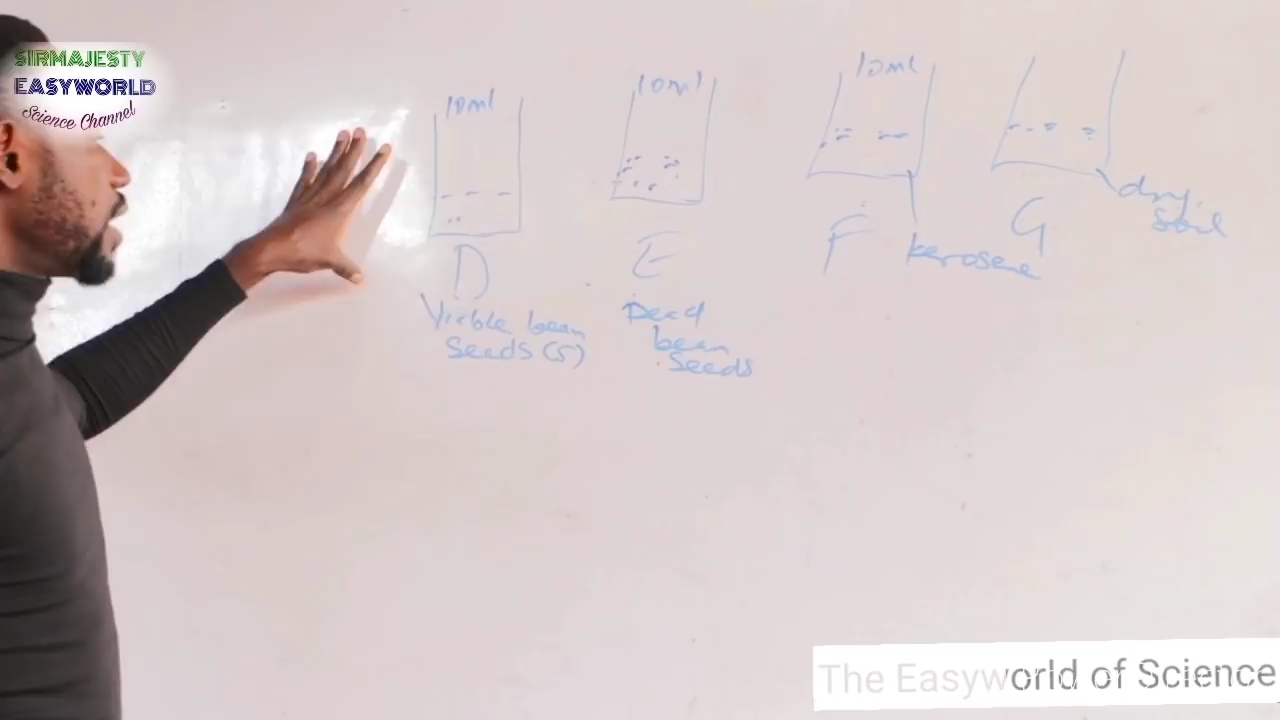 SIRMAJESTY
EASYWORLD
Science Channel
10ml
10ml
10ml
D
E
F
G
kerosene
dry
soil
Viable bean
Seeds (5)
Dead
bean
Seeds
The Easyworld of Science